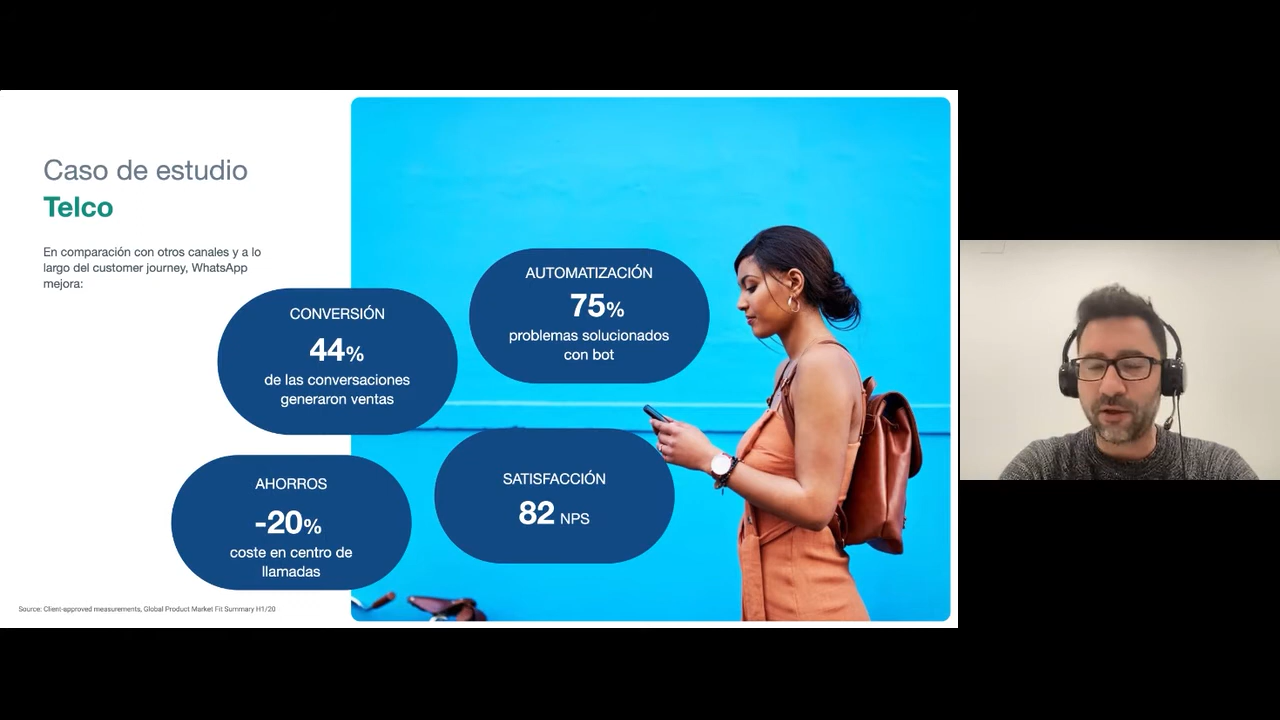 Caso de estudio
Telco
En comparación con otros canales y a lo
largo del customer journey, WhatsApp
mejora:
CONVERSIÓN
44%
de las conversaciones
generaron ventas
AUTOMATIZACIÓN
75%
problemas solucionados
con bot
AHORROS
-20%
coste en centro de
llamadas
SATISFACCIÓN
82 NPS
Source: Client-approved measurements, Global Product Market Fit Summary H1/20